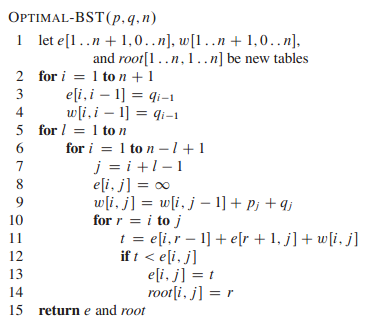 OPTIMAL-BST(p, q, n)
1 let e[1..n + 1, 0..n], w[1..n + 1, 0..n],
and root[1..n, 1..n] be new tables
2 for i = 1 to n + 1
3 e[i, i − 1] = qᵢ₋₁
4 w[i, i − 1] = qᵢ₋₁
5 for l = 1 to n
6 for i = 1 to n − l + 1
7 j = i + l − 1
8 e[i, j] = ∞
9 w[i, j] = w[i, j − 1] + pⱼ + qⱼ
10 for r = i to j
11 t = e[i, r − 1] + e[r + 1, j] + w[i, j]
12 if t < e[i, j]
13 e[i, j] = t
14 root[i, j] = r
15 return e and root